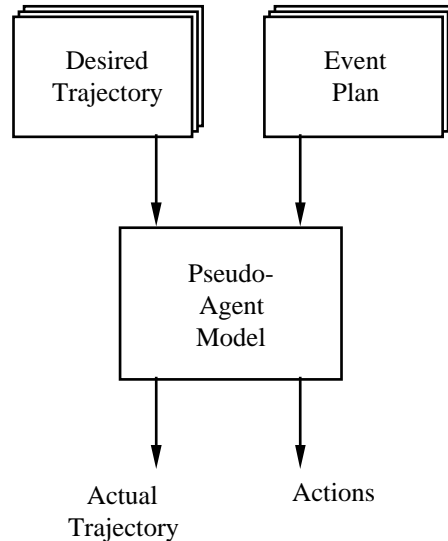 Desired
Trajectory
Event
Plan
Pseudo-
Agent
Model
Actual
Trajectory
Actions